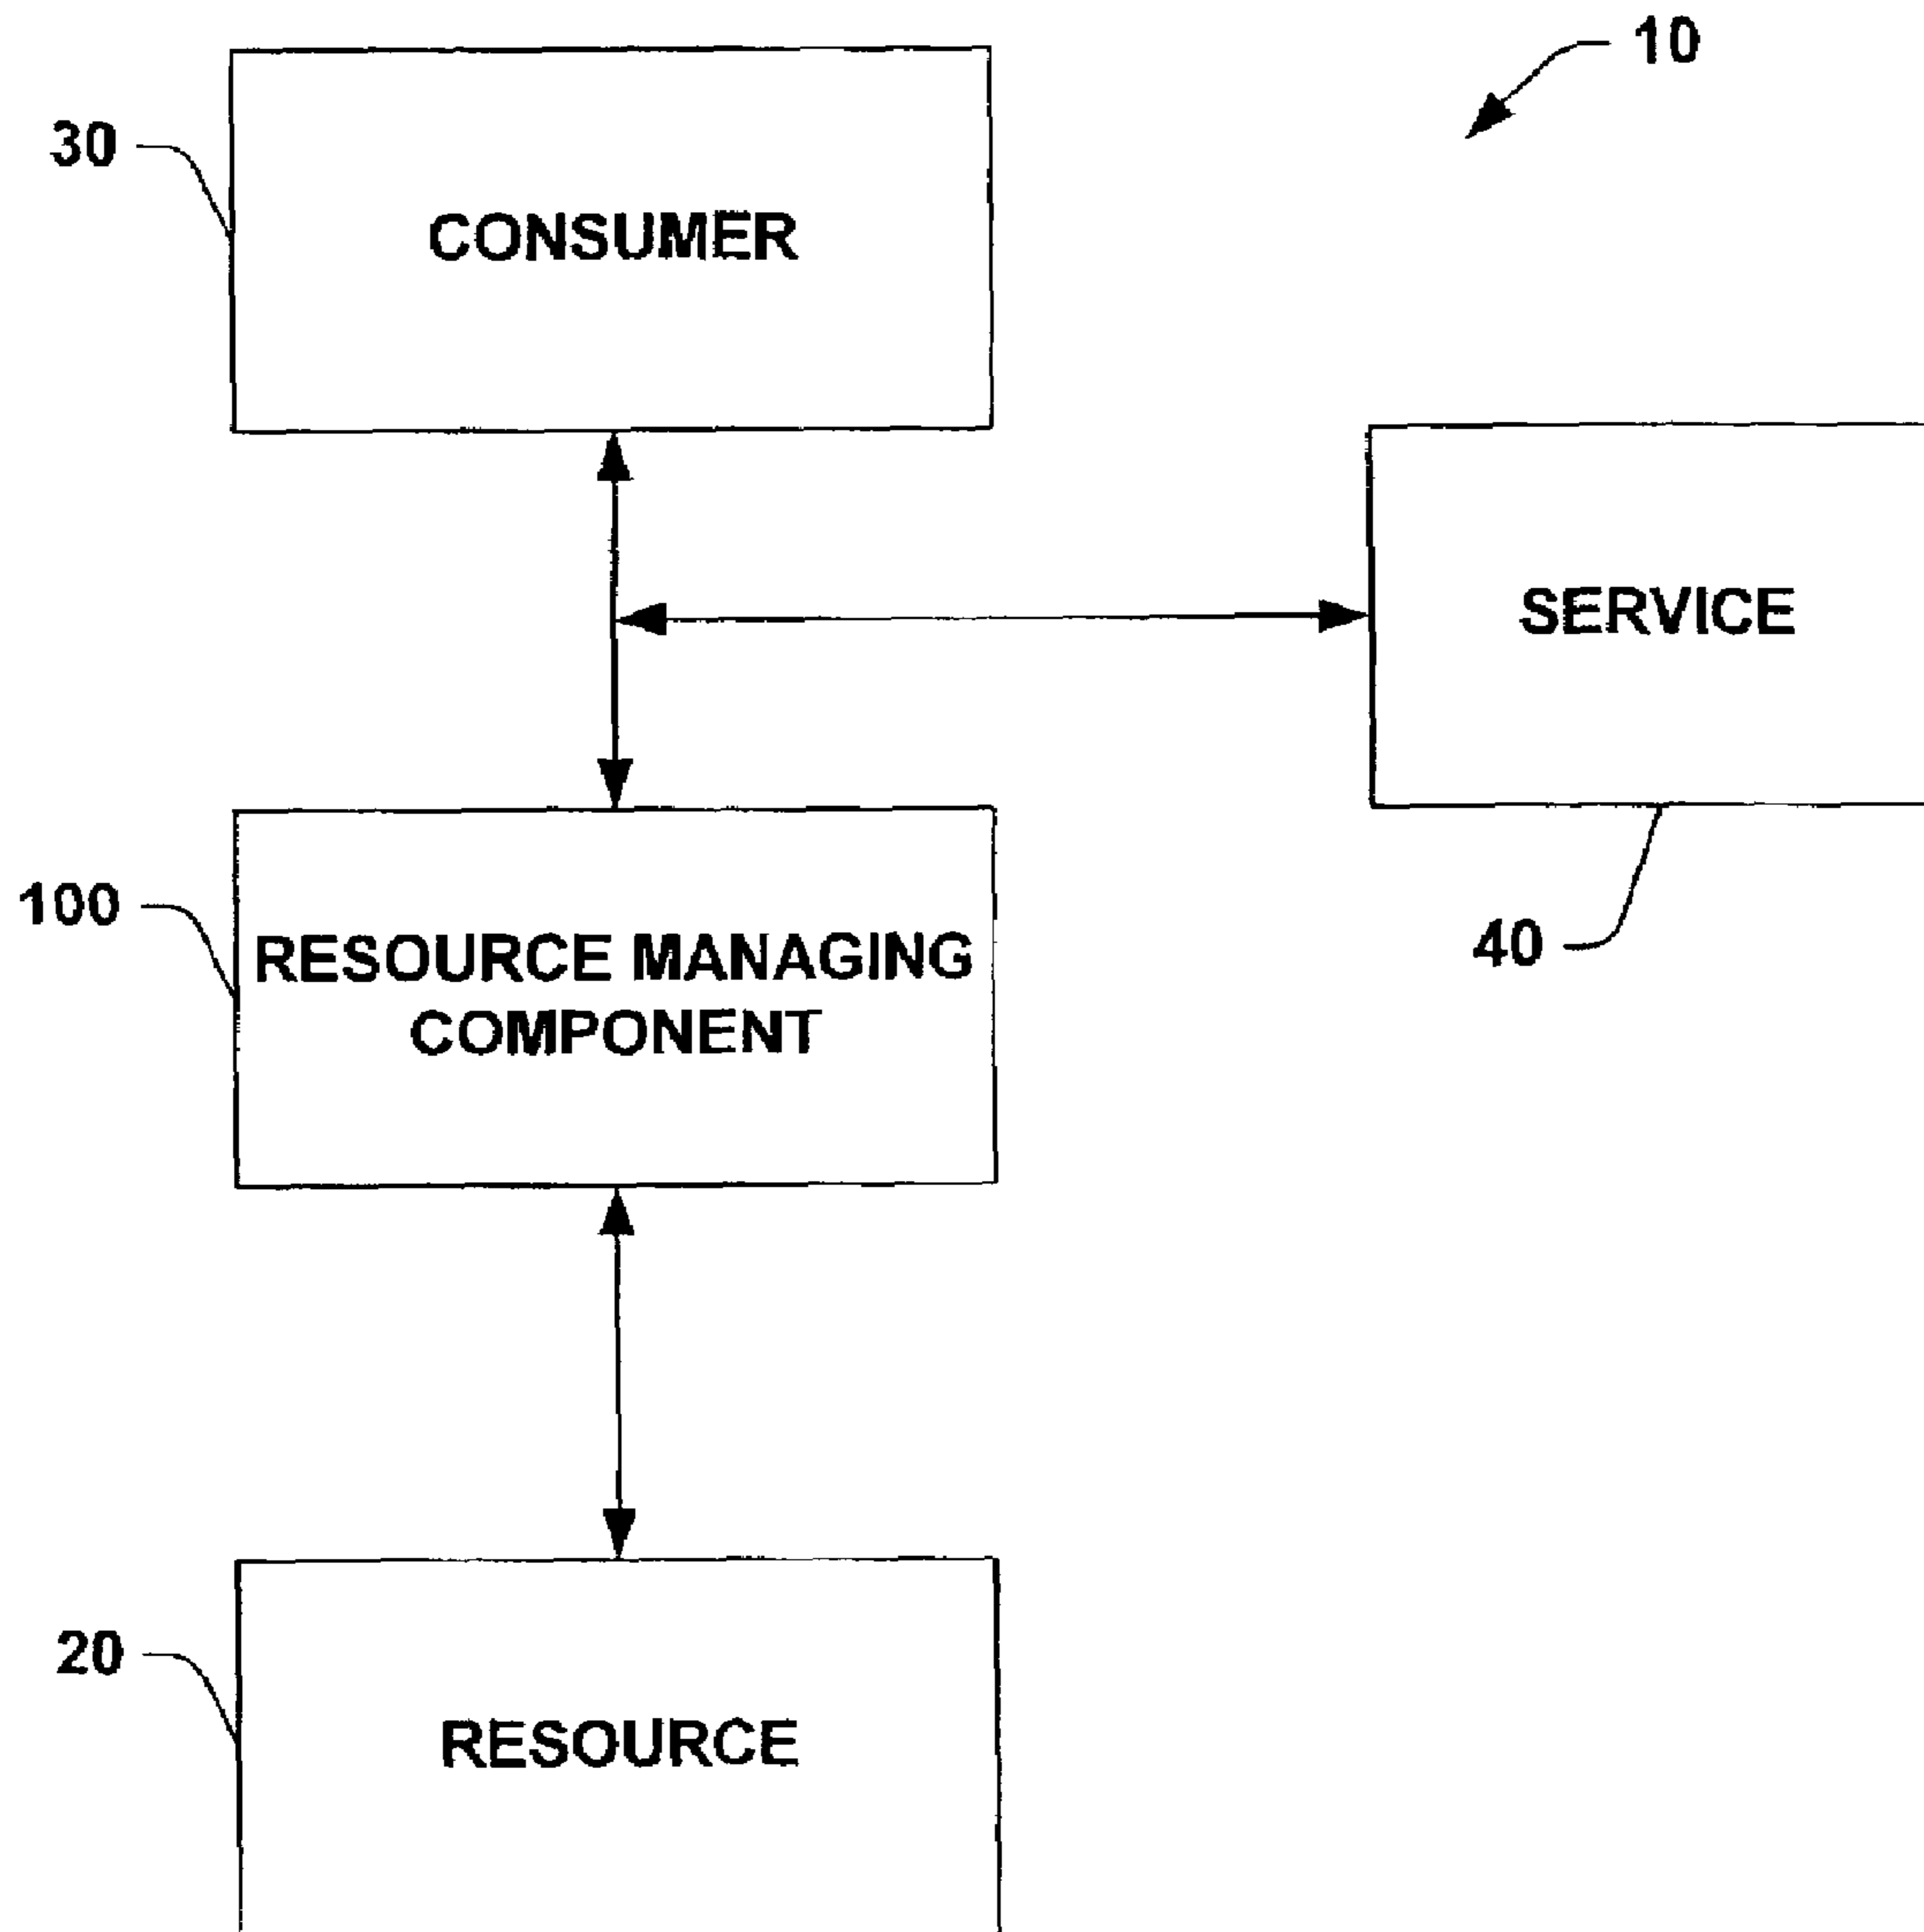 10
30
CONSUMER
SERVICE
100
RESOURCE MANAGING
COMPONENT
40
20
RESOURCE